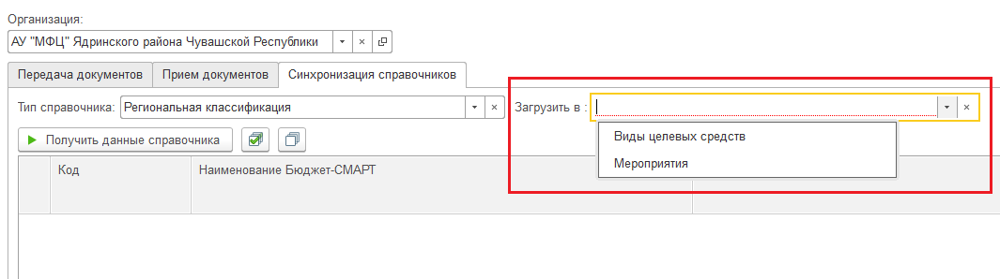 Организация:
АУ "МФЦ" Ядринского района Чувашской Республики
Передача документов Прием документов Синхронизация справочников
Тип справочника: Региональная классификация Загрузить в :
Виды целевых средств
Получить данные справочника
Мероприятия
Код Наименование Бюджет-СМАРТ